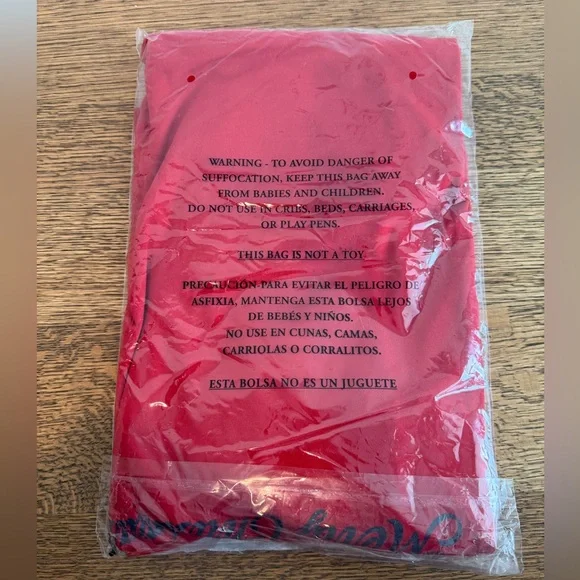 WARNING - TO AVOID DANGER OF
SUFFOCATION, KEEP THIS BAG AWAY
FROM BABIES AND CHILDREN.
DO NOT USE IN CRIBS, BEDS, CARRIAGES,
OR PLAY PENS.
THIS BAG IS NOT A TOY.
PRECAUCIÓN PARA EVITAR EL PELIGRO DE
ASFIXIA, MANTENGA ESTA BOLSA LEJOS
DE BEBÉS Y NIÑOS.
NO USE EN CUNAS, CAMAS,
CARRIOLAS O CORRALITOS.
ESTA BOLSA NO ES UN JUGUETE
Merry